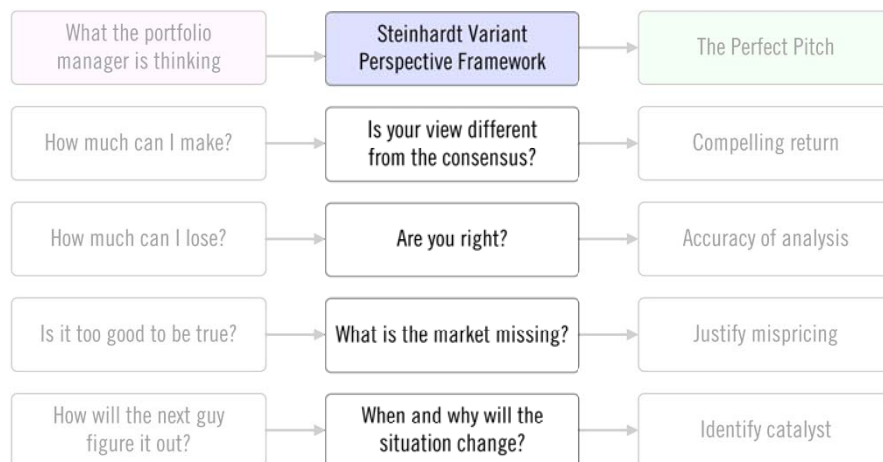 What the portfolio
manager is thinking
Steinhardt Variant
Perspective Framework
The Perfect Pitch
How much can I make?
Is your view different
from the consensus?
Compelling return
How much can I lose?
Are you right?
Accuracy of analysis
Is it too good to be true?
What is the market missing?
Justify mispricing
How will the next guy
figure it out?
When and why will the
situation change?
Identify catalyst